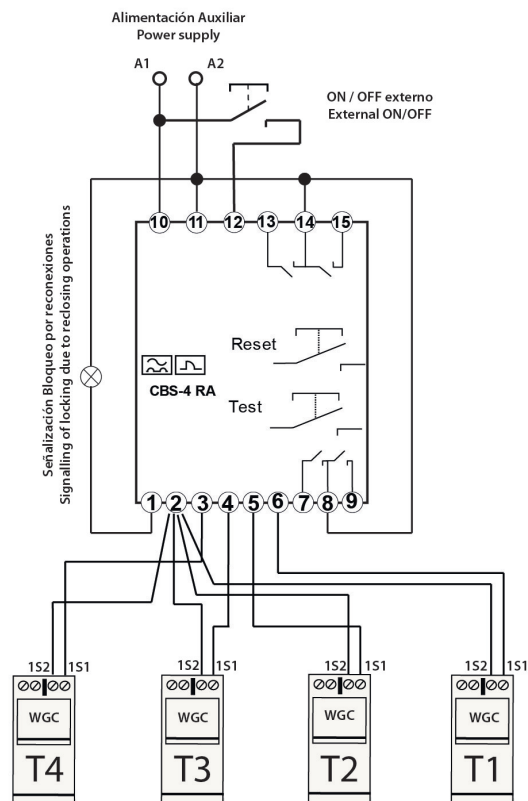 Alimentación Auxiliar
Power supply
A1
A2
ON / OFF externo
External ON/OFF
10
11
12
13
14
15
Señalización Bloqueo por reconexiones
Signalling of locking due to reclosing operations
Reset
CBS-4 RA
Test
1
2
3
4
5
6
7
8
9
1S2
1S1
1S2
1S1
1S2
1S1
1S2
1S1
WGC
WGC
WGC
WGC
T4
T3
T2
T1